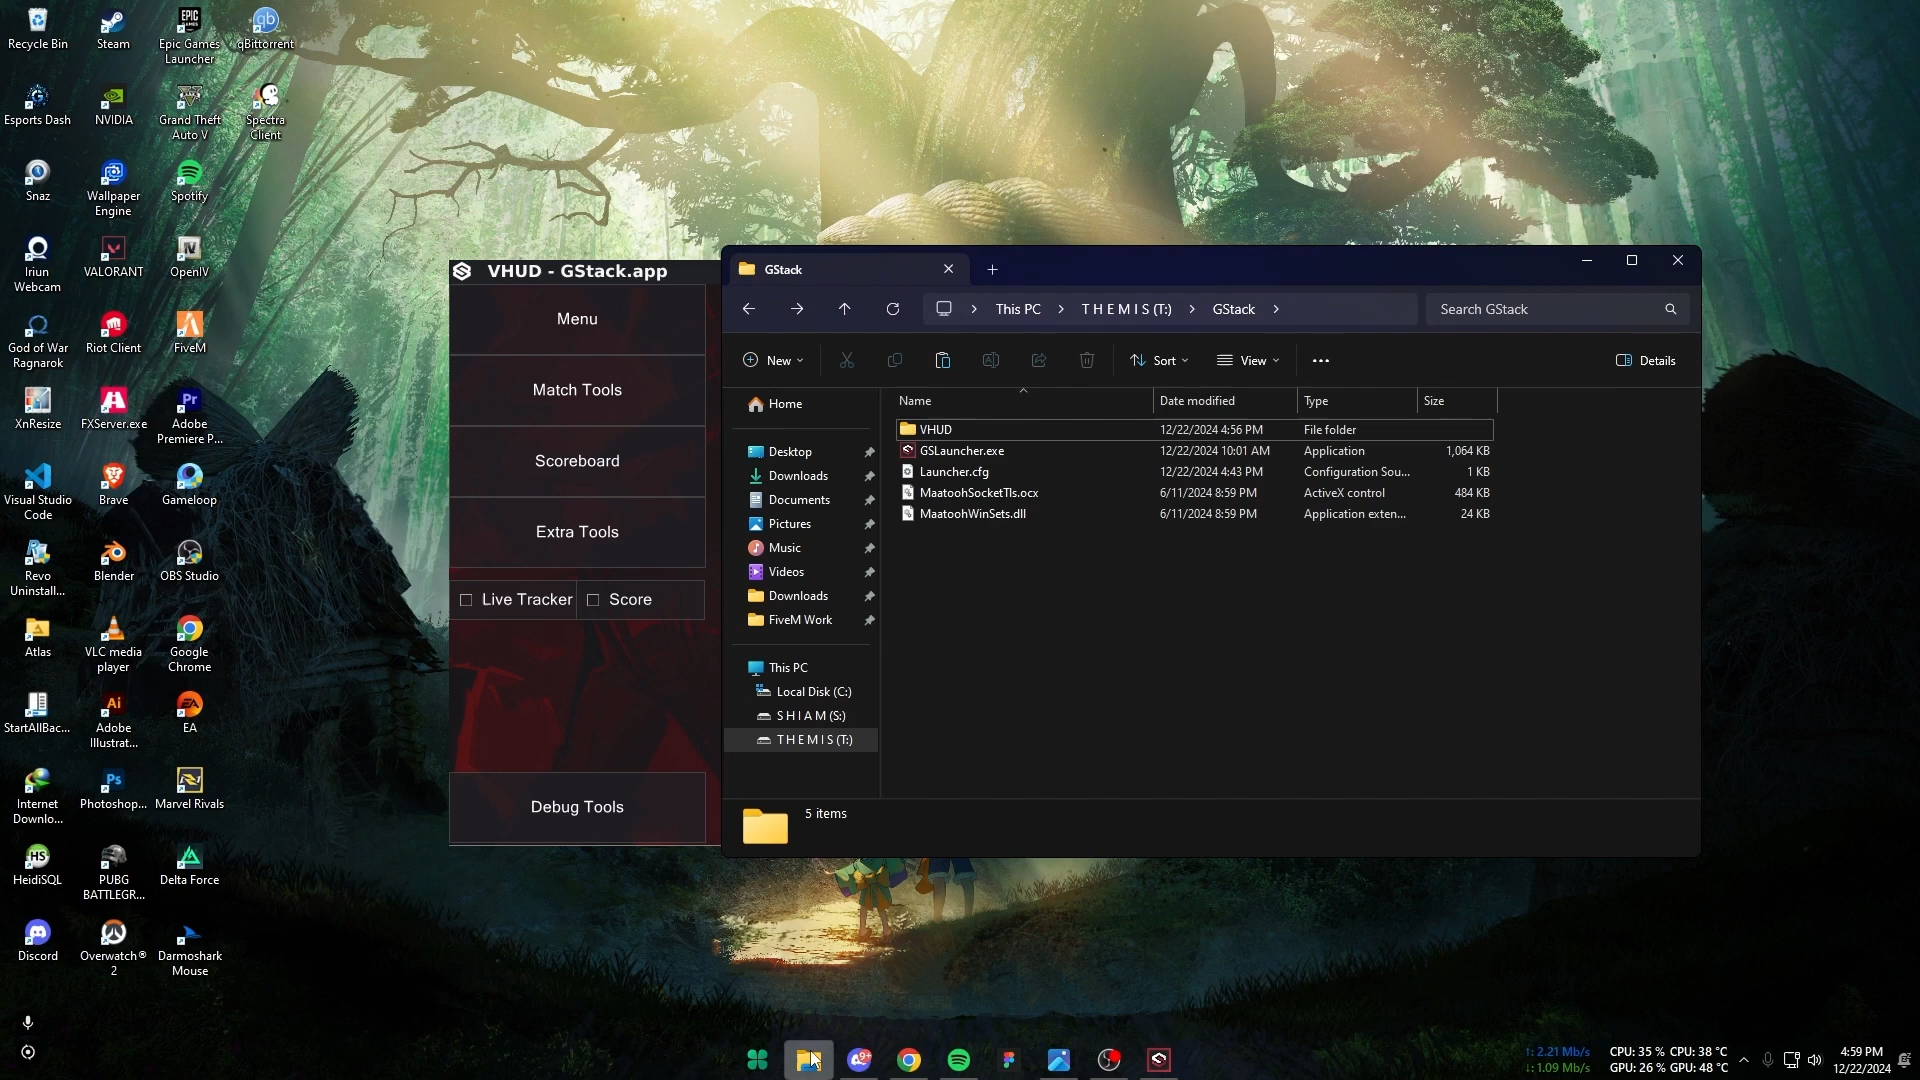 Recycle Bin
Steam
Epic Games
Launcher
qBittorrent
Esports Dash
NVIDIA
Grand Theft
Auto V
Spectra
Client
Snaz
Wallpaper
Engine
Spotify
Iriun
Webcam
VALORANT
OpenIV
God of War
Ragnarok
Riot Client
FiveM
XnResize
FXServer.exe
Adobe
Premiere P...
Visual Studio
Code
Brave
Gameloop
Revo
Uninstall...
Blender
OBS Studio
Atlas
VLC media
player
Google
Chrome
StartAllBac...
Adobe
Illustrat...
EA
Internet
Downlo...
Photoshop...
Marvel Rivals
HeidiSQL
PUBG
BATTLEGR...
Delta Force
Discord
Overwatch®
2
Darmoshark
Mouse
VHUD - GStack.app
Menu
Match Tools
Scoreboard
Extra Tools
Live Tracker
Score
Debug Tools
GStack
This PC
T H E M I S (T:)
GStack
Search GStack
New
Sort
View
Details
Home
Desktop
Downloads
Documents
Pictures
Music
Videos
Downloads
FiveM Work
This PC
Local Disk (C:)
S H I A M (S:)
T H E M I S (T:)
Name Date modified Type Size
VHUD 12/22/2024 4:56 PM File folder
GSLauncher.exe 12/22/2024 10:01 AM Application 1,064 KB
Launcher.cfg 12/22/2024 4:43 PM Configuration Sou... 1 KB
MaatoohSocketTls.ocx 6/11/2024 8:59 PM ActiveX control 484 KB
MaatoohWinSets.dll 6/11/2024 8:59 PM Application exten... 24 KB
5 items
9+
↑: 2.21 Mb/s
↓: 1.09 Mb/s
CPU: 35 % CPU: 38 °C
GPU: 26 % GPU: 48 °C
4:59 PM
12/22/2024